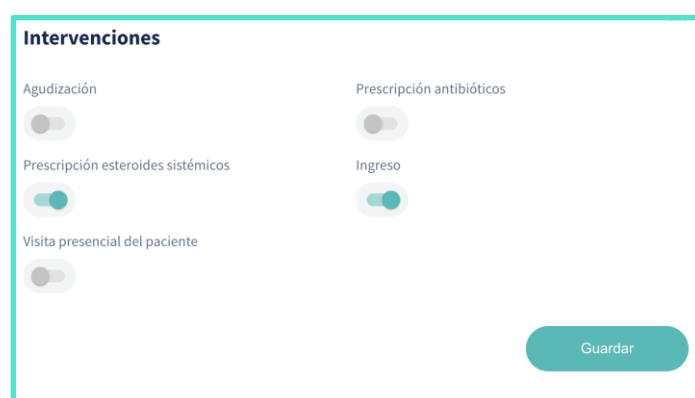 Intervenciones
Agudización
Prescripción antibióticos
Prescripción esteroides sistémicos
Ingreso
Visita presencial del paciente
Guardar